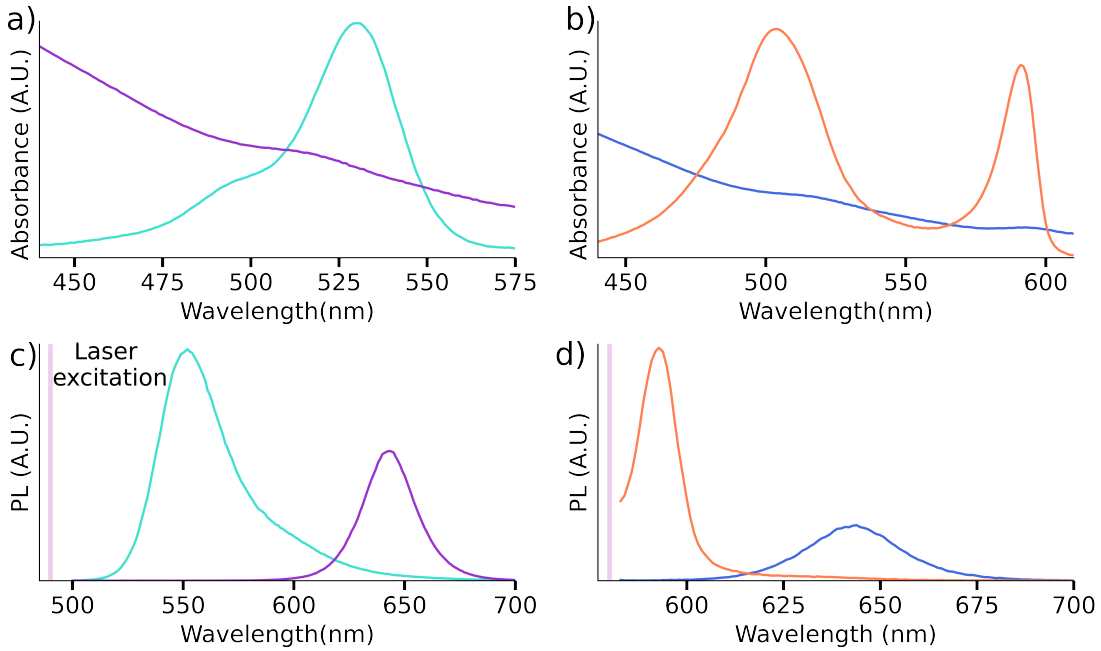 a)
Absorbance (A.U.)
450 475 500 525 550 575
Wavelength(nm)
b)
Absorbance (A.U.)
450 500 550 600
Wavelength(nm)
c)
Laser
excitation
PL (A.U.)
500 550 600 650 700
Wavelength(nm)
d)
PL (A.U.)
600 625 650 675 700
Wavelength (nm)